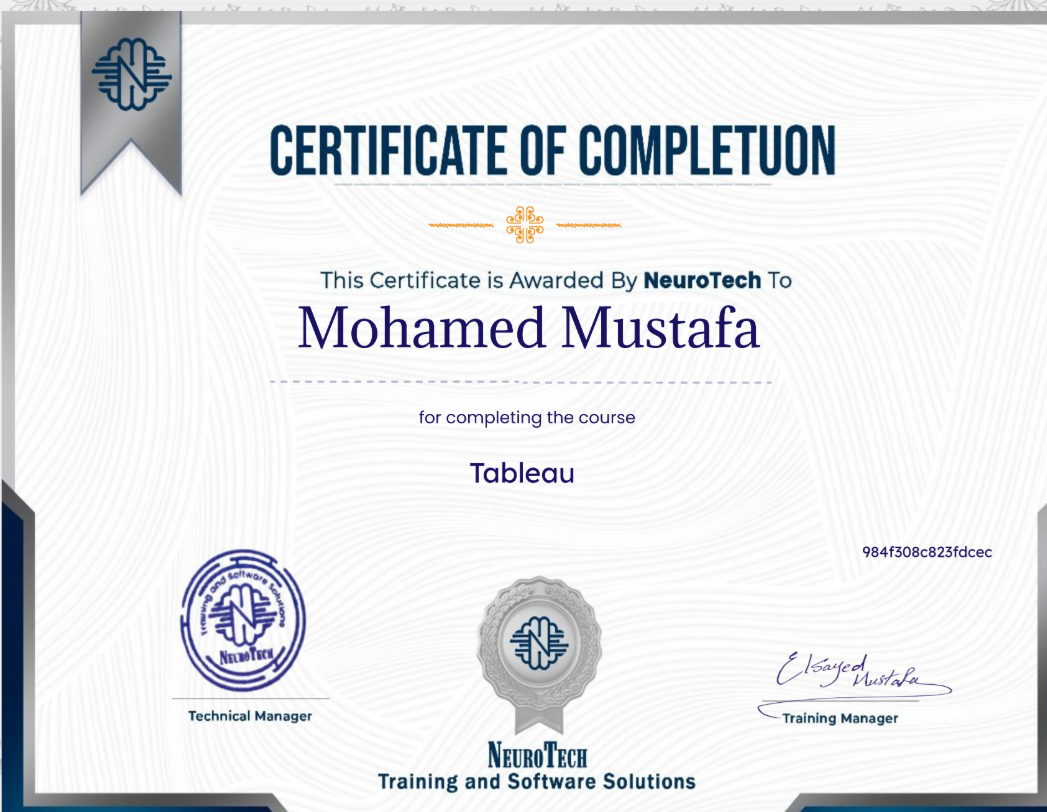 CERTIFICATE OF COMPLETUON
This Certificate is Awarded By NeuroTech To
Mohamed Mustafa
for completing the course
Tableau
984f308c823fdcec
Training and Software Solutions
NEUROTECH
Technical Manager
Elsayed
Mustafa
Training Manager
NEUROTECH
Training and Software Solutions